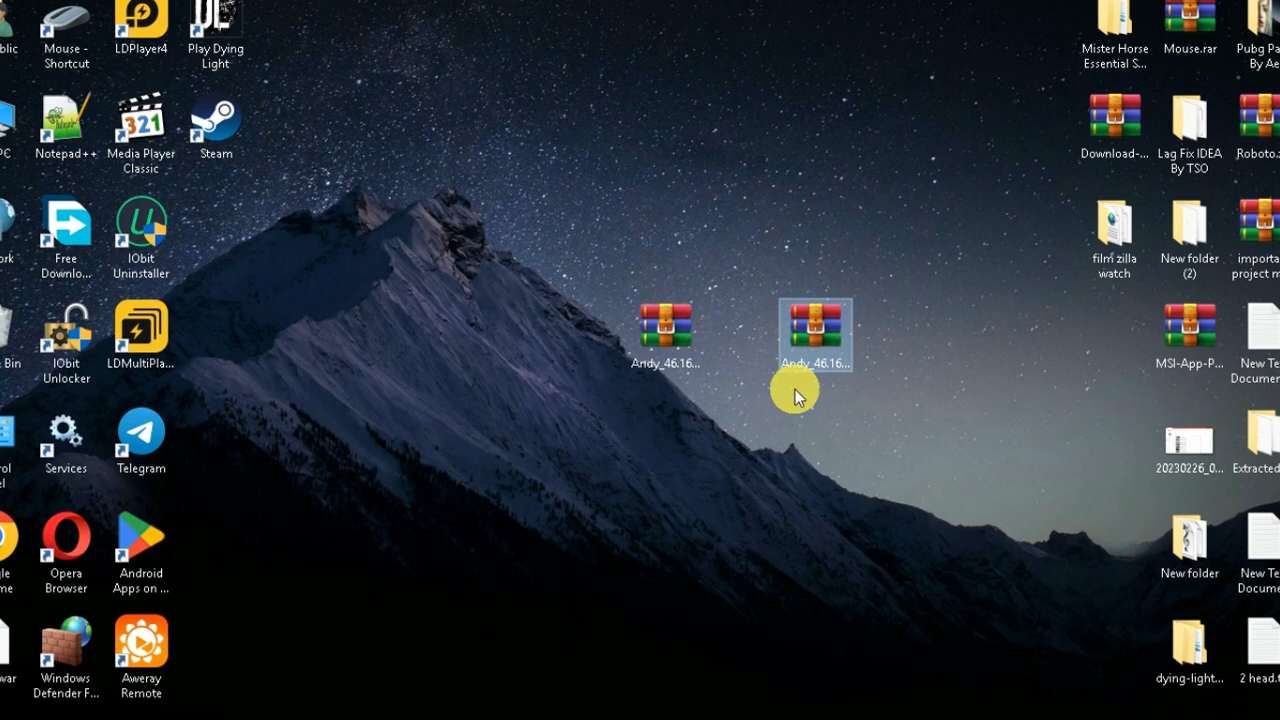 blic
Mouse -
Shortcut
LDPlayer4
Play Dying
Light
Mister Horse
Essential S...
Mouse.rar
Pubg Pa
By Ae
PC
Notepad++
321
Media Player
Classic
Steam
Download-...
Lag Fix IDEA
By TSO
Roboto.
ork
Free
Downlo...
IObit
Uninstaller
film zilla
watch
New folder
(2)
importa
project m
Bin
IObit
Unlocker
LDMultiPla...
Andy_46.16...
Andy_46.16...
MSI-App-P...
New Te
Documen
rol
el
Services
Telegram
20230226_0...
Extracted
gle
me
Opera
Browser
Android
Apps on ...
New folder
New Te
Docume
war
Windows
Defender F...
Aweray
Remote
dying-light...
2 head.t